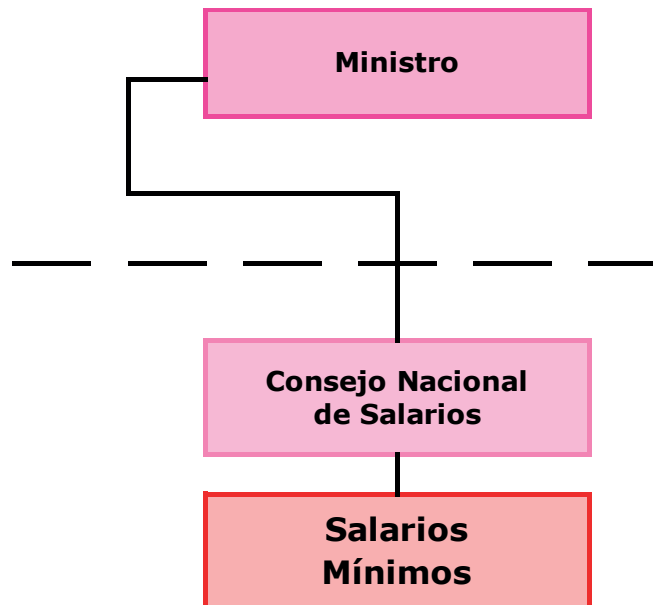 Ministro
Consejo Nacional
de Salarios
Salarios
Mínimos